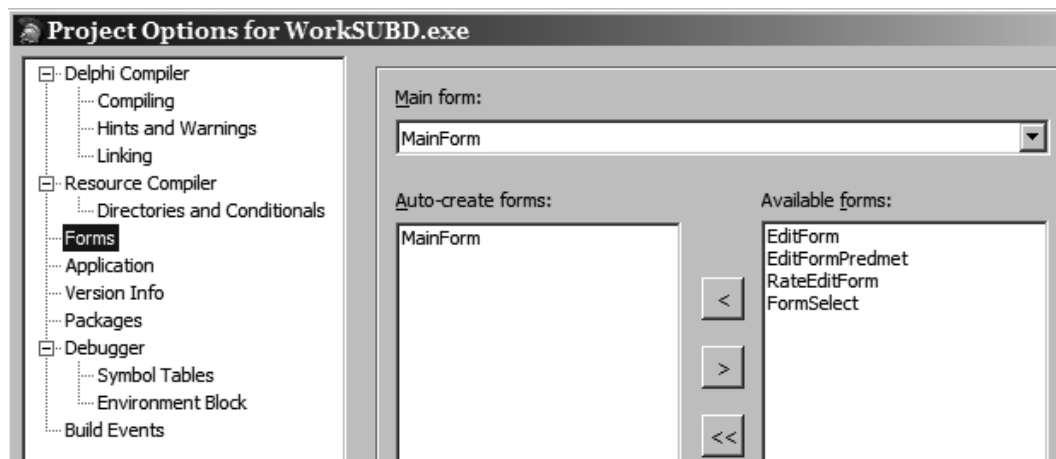 Project Options for WorkSUBD.exe
Delphi Compiler
Compiling
Hints and Warnings
Linking
Resource Compiler
Directories and Conditionals
Forms
Application
Version Info
Packages
Debugger
Symbol Tables
Environment Block
Build Events
Main form:
MainForm
Auto-create forms:
MainForm
Available forms:
EditForm
EditFormPredmet
RateEditForm
FormSelect
<
>
<<